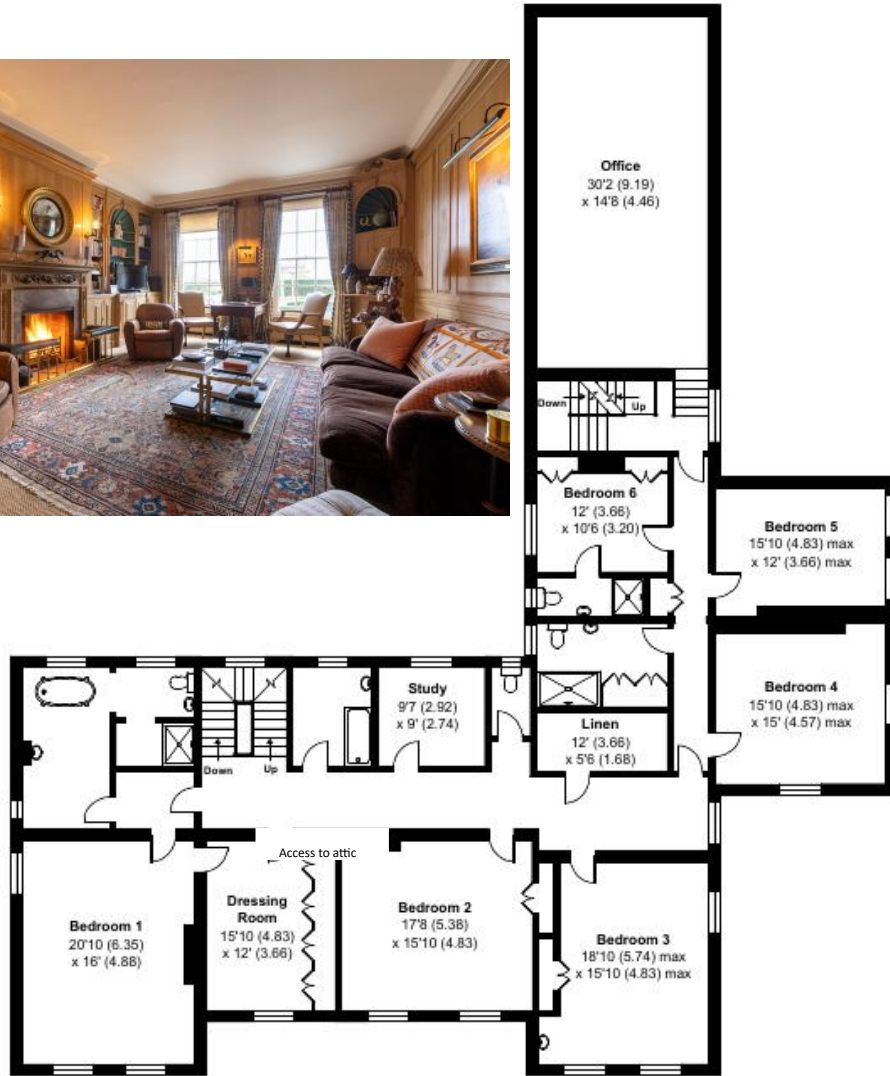 Office
30'2 (9.19)
x 14'8 (4.46)
Down
Up
Bedroom 6
12' (3.66)
x 10'6 (3.20)
Bedroom 5
15'10 (4.83) max
x 12' (3.66) max
Bedroom 4
15'10 (4.83) max
x 15' (4.57) max
Study
9'7 (2.92)
x 9' (2.74)
Linen
12' (3.66)
x 5'6 (1.68)
Down
Up
Access to attic
Bedroom 1
20'10 (6.35)
x 16' (4.88)
Dressing
Room
15'10 (4.83)
x 12' (3.66)
Bedroom 2
17'8 (5.38)
x 15'10 (4.83)
Bedroom 3
18'10 (5.74) max
x 15'10 (4.83) max